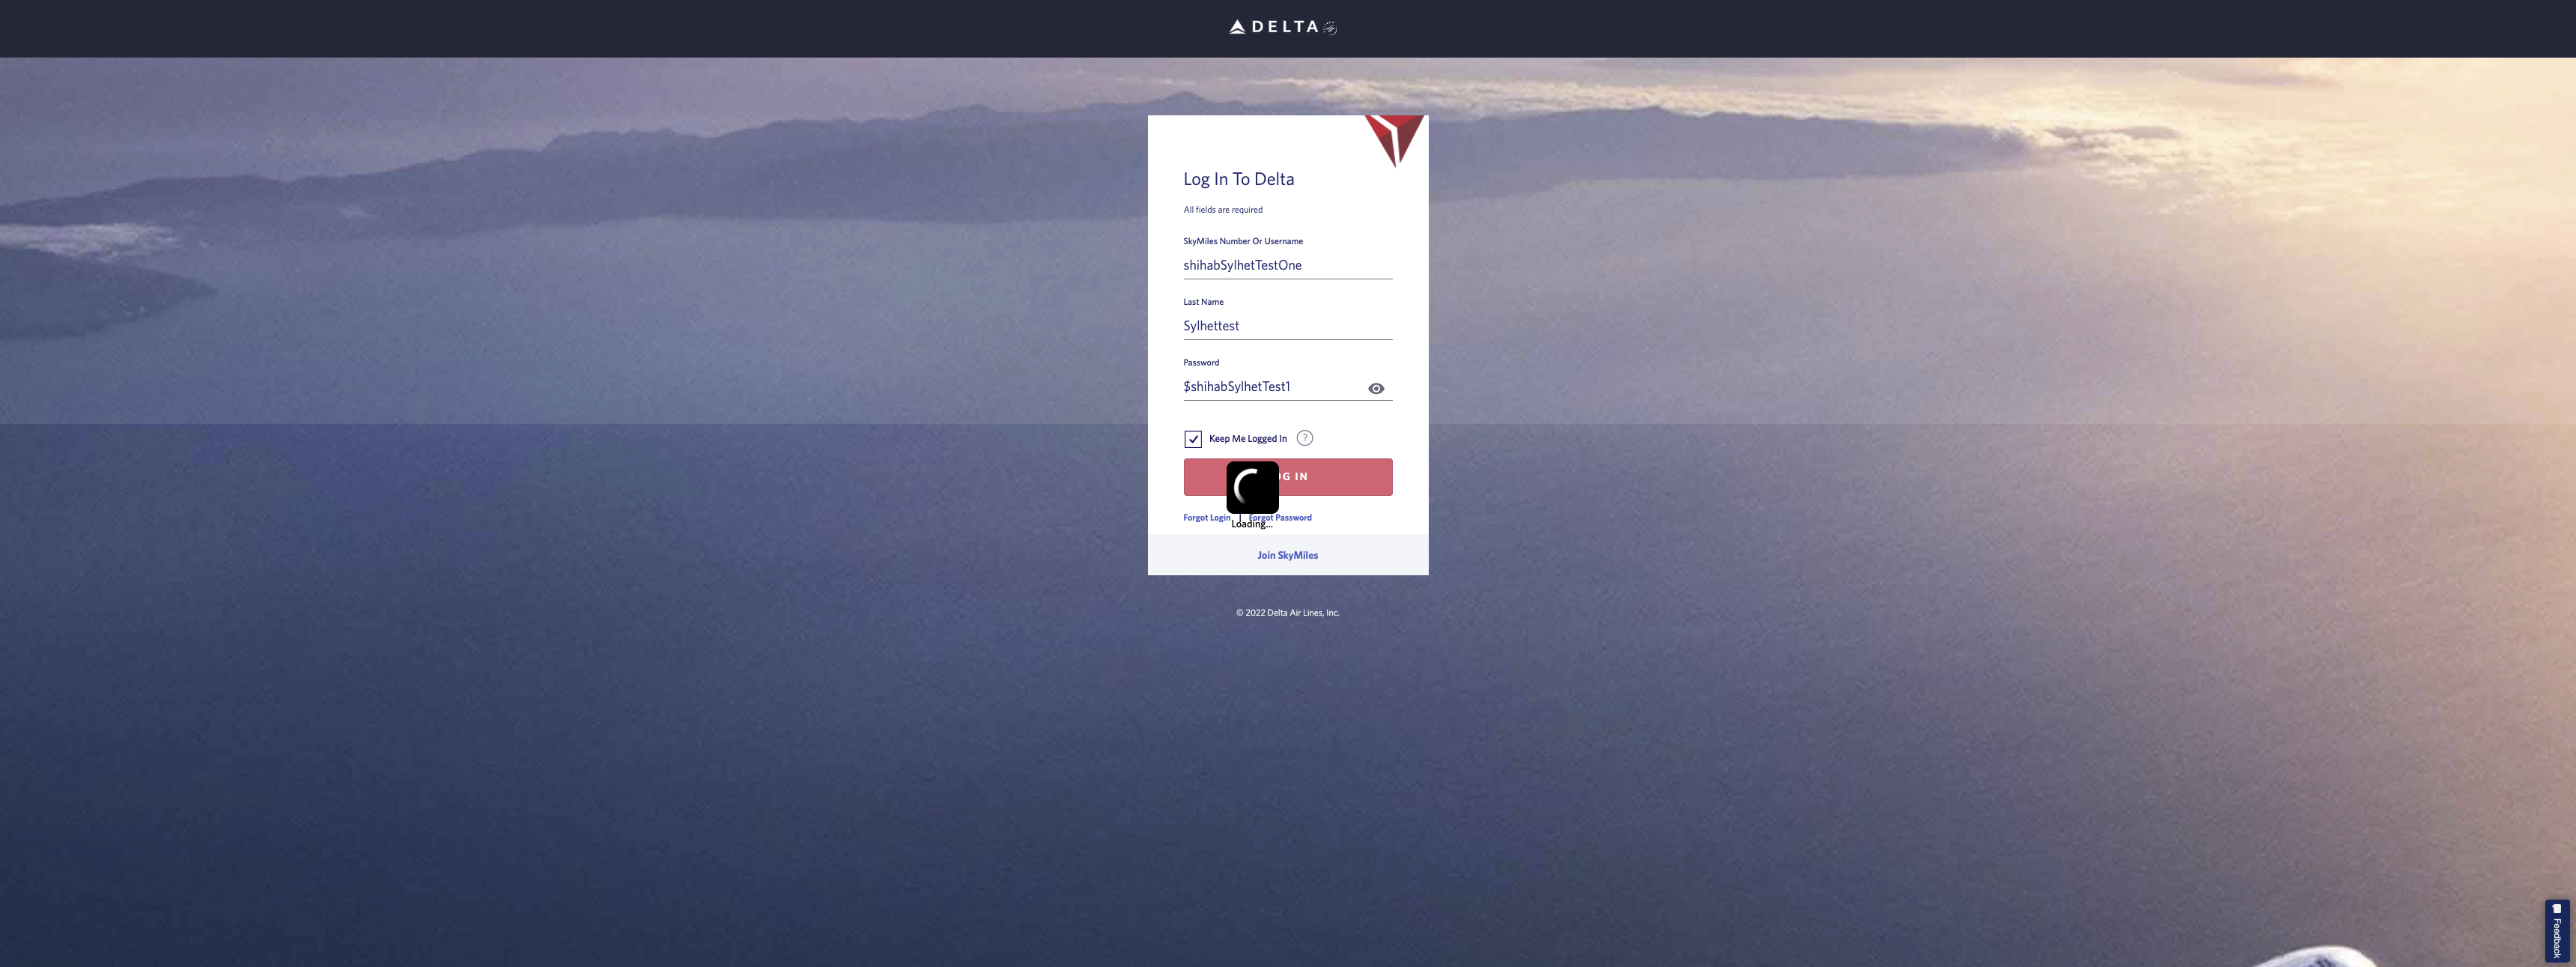 DELTA
Log In To Delta
All fields are required
SkyMiles Number Or Username
shihabSylhetTestOne
Last Name
Sylhettest
Password
$shihabSylhetTest1
Keep Me Logged In ?
OG IN
Forgot Login | Forgot Password
Loading...
Join SkyMiles
© 2022 Delta Air Lines, Inc.
Feedback